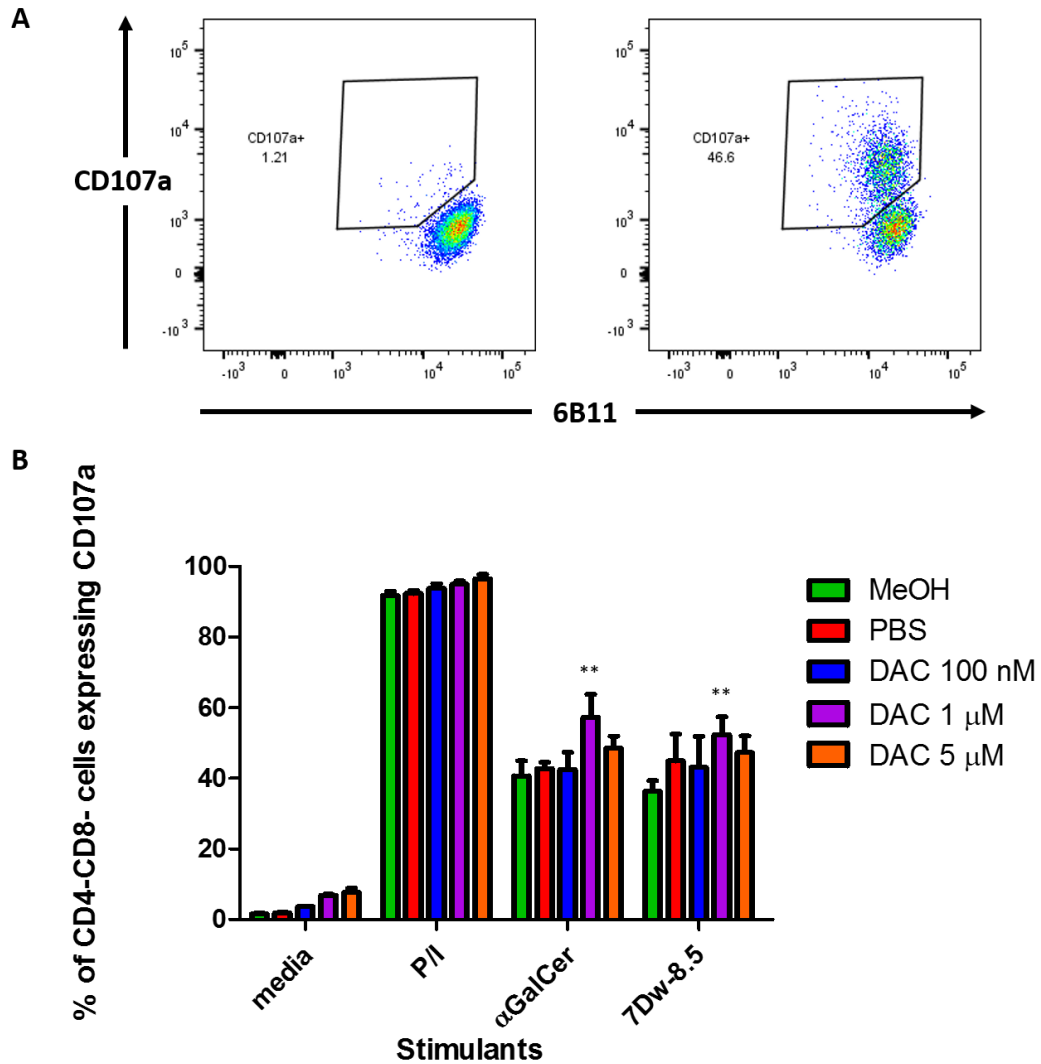 A
CD107a
10^5
10^4
10^3
0
-10^3
CD107a+
1.21
-10^3 0 10^3 10^4 10^5
10^5
10^4
10^3
0
-10^3
CD107a+
46.6
-10^3 0 10^3 10^4 10^5
6B11
B
% of CD4-CD8- cells expressing CD107a
100
80
60
40
20
0
**
**
media
P/I
αGalCer
7Dw-8.5
Stimulants
MeOH
PBS
DAC 100 nM
DAC 1 μM
DAC 5 μM